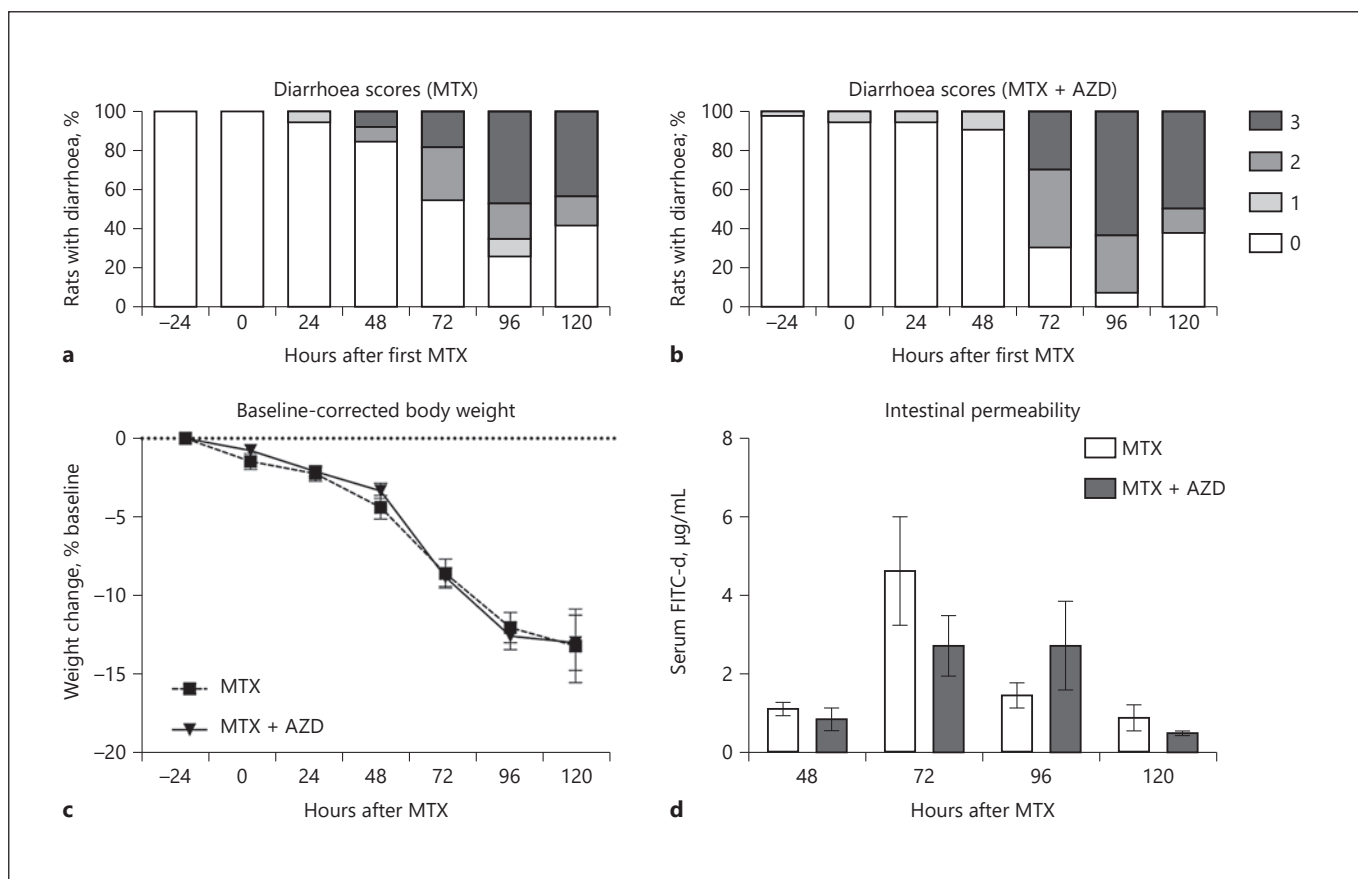 Diarrhoea scores (MTX)
Rats with diarrhoea, %
100
80
60
40
20
0
–24 0 24 48 72 96 120
a Hours after first MTX
Diarrhoea scores (MTX + AZD)
Rats with diarrhoea; %
100
80
60
40
20
0
–24 0 24 48 72 96 120
b Hours after first MTX
3
2
1
0
Baseline-corrected body weight
Weight change, % baseline
0
–5
–10
–15
–20
MTX
MTX + AZD
–24 0 24 48 72 96 120
c Hours after MTX
Intestinal permeability
Serum FITC-d, µg/mL
8
6
4
2
0
MTX
MTX + AZD
48 72 96 120
d Hours after MTX